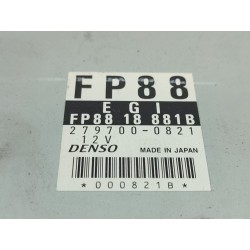 FP88
EGI
FP88 18 881B
279700-0821
12V
DENSO MADE IN JAPAN
*000821B*